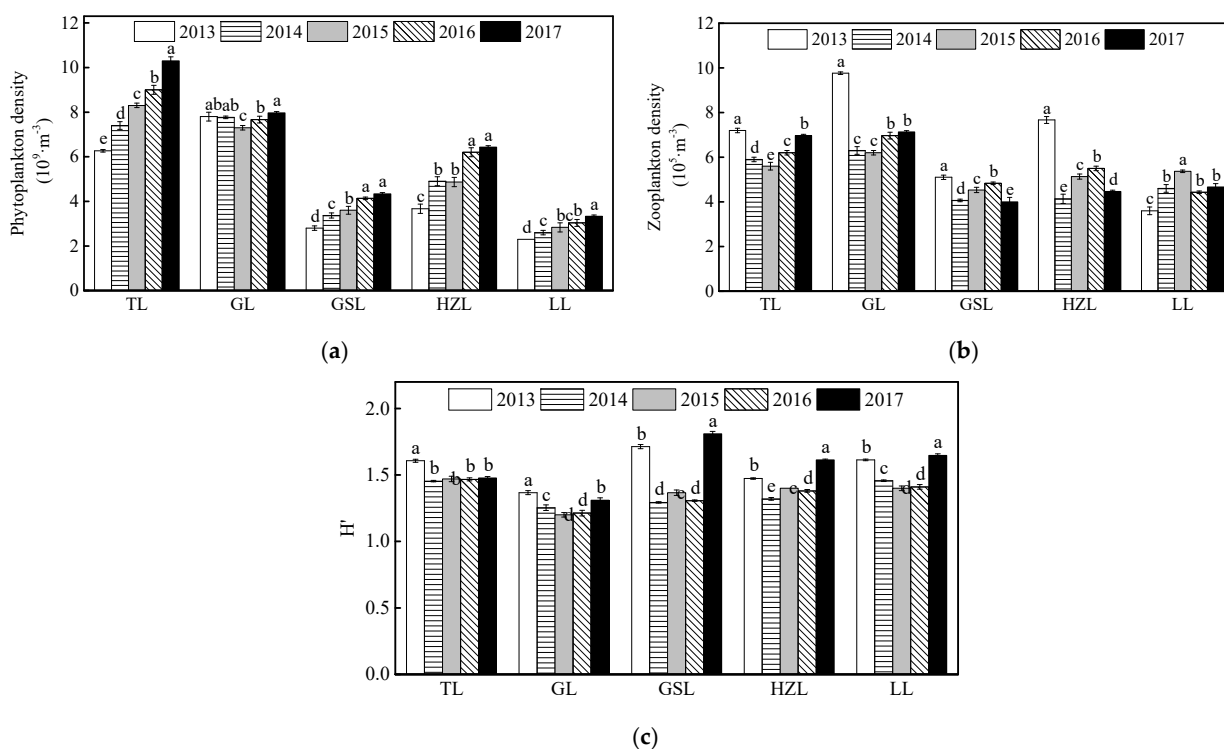 12
10
8
6
4
2
0
Phytoplankton density
(10⁹·m⁻³)
2013 2014 2015 2016 2017
e d c b a
ab ab c b a
d c b a a
c b b a a
d c bc b a
TL GL GSL HZL LL
(a)
12
10
8
6
4
2
0
Zooplankton density
(10⁵·m⁻³)
2013 2014 2015 2016 2017
a d e c b
a c c b b
a d c b e
a e c b d
c b a b b
TL GL GSL HZL LL
(b)
2.0
1.5
1.0
0.5
0.0
H'
2013 2014 2015 2016 2017
a b b b b
a c d d b
b d c d a
b e c d a
b c d d a
TL GL GSL HZL LL
(c)